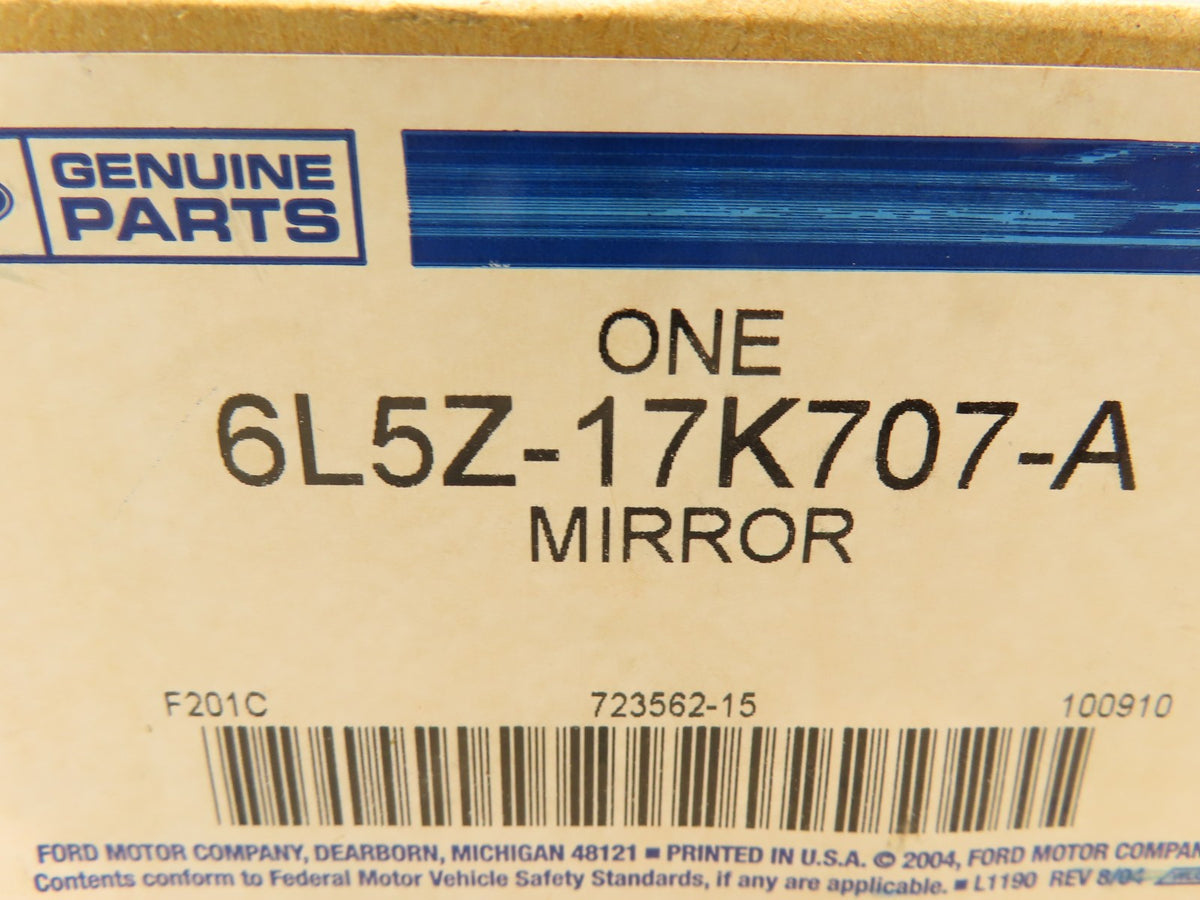 GENUINE
PARTS
ONE
6L5Z-17K707-A
MIRROR
F201C 723562-15 100910
FORD MOTOR COMPANY, DEARBORN, MICHIGAN 48121 ■ PRINTED IN U.S.A. © 2004, FORD MOTOR COMPAN
Contents conform to Federal Motor Vehicle Safety Standards, if any are applicable. ■ L1190 REV 8/04